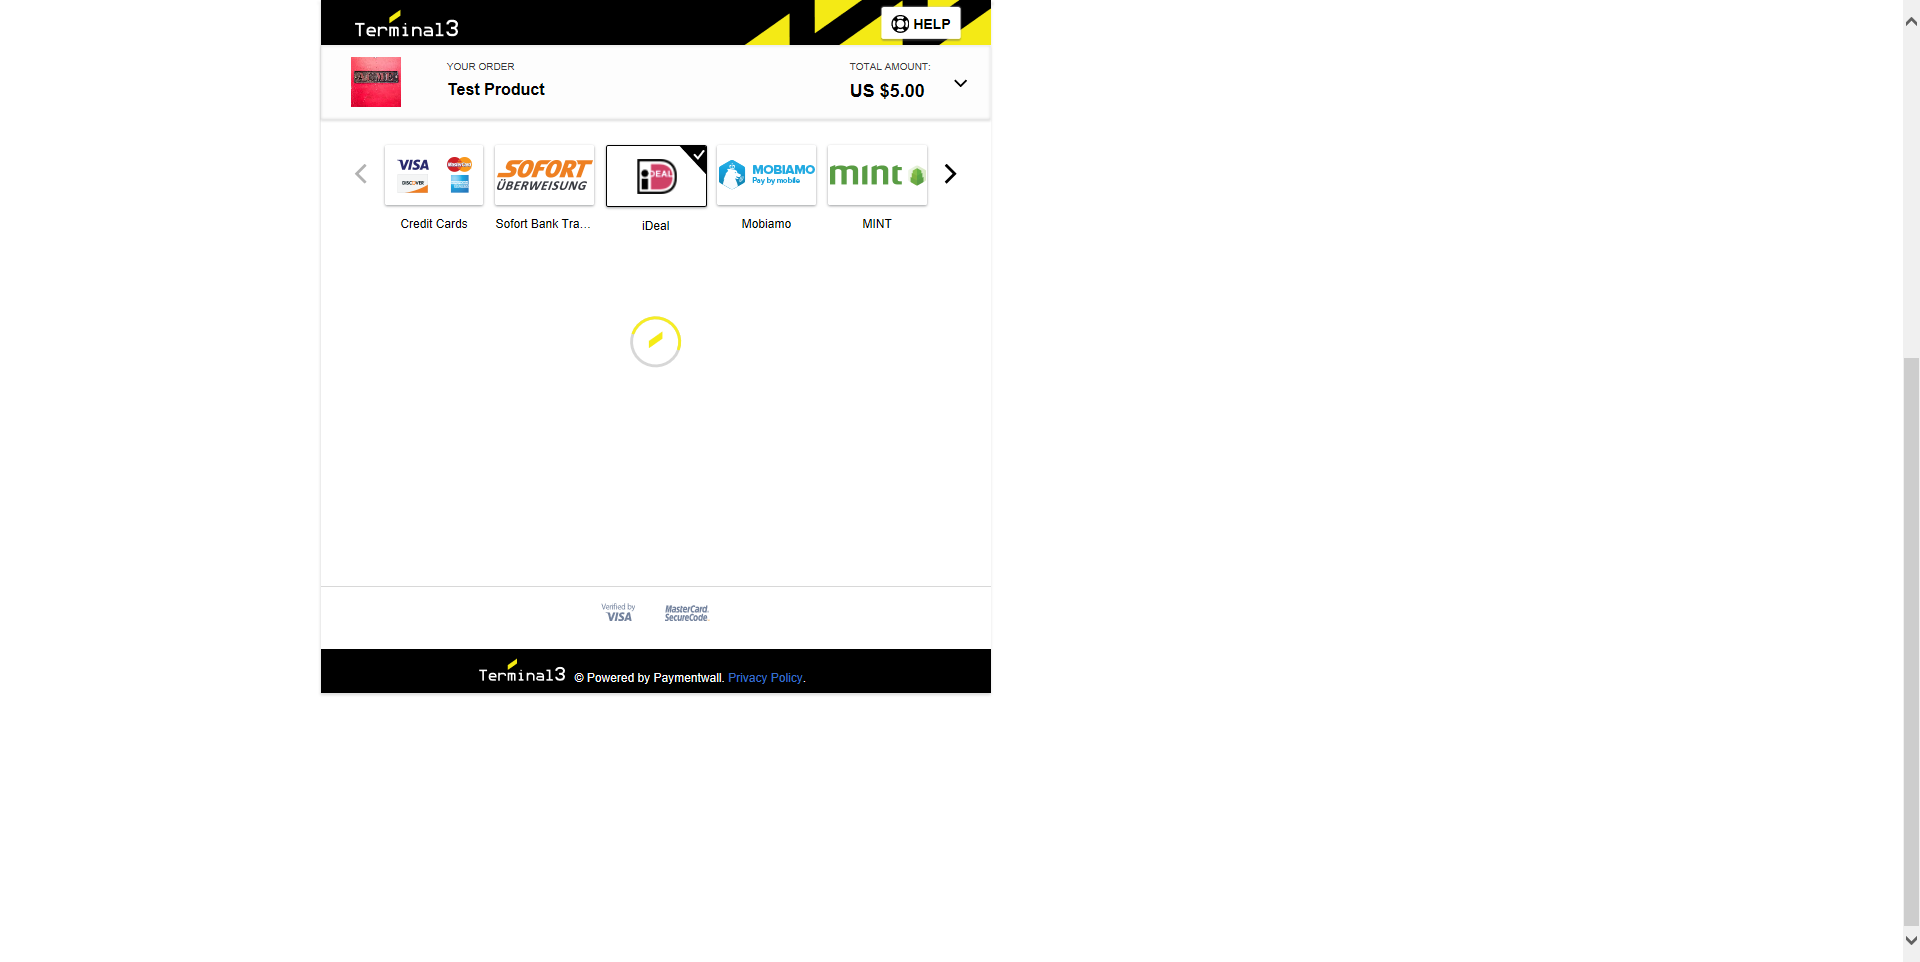 Terminal3
HELP
YOUR ORDER
Test Product
TOTAL AMOUNT:
US $5.00
VISA
MasterCard
DISCOVER
SOFORT
ÜBERWEISUNG
iDEAL
MOBIAMO
Pay by mobile
mint
Credit Cards
Sofort Bank Tra...
iDeal
Mobiamo
MINT
Verified by
VISA
MasterCard.
SecureCode.
Terminal3 © Powered by Paymentwall. Privacy Policy.